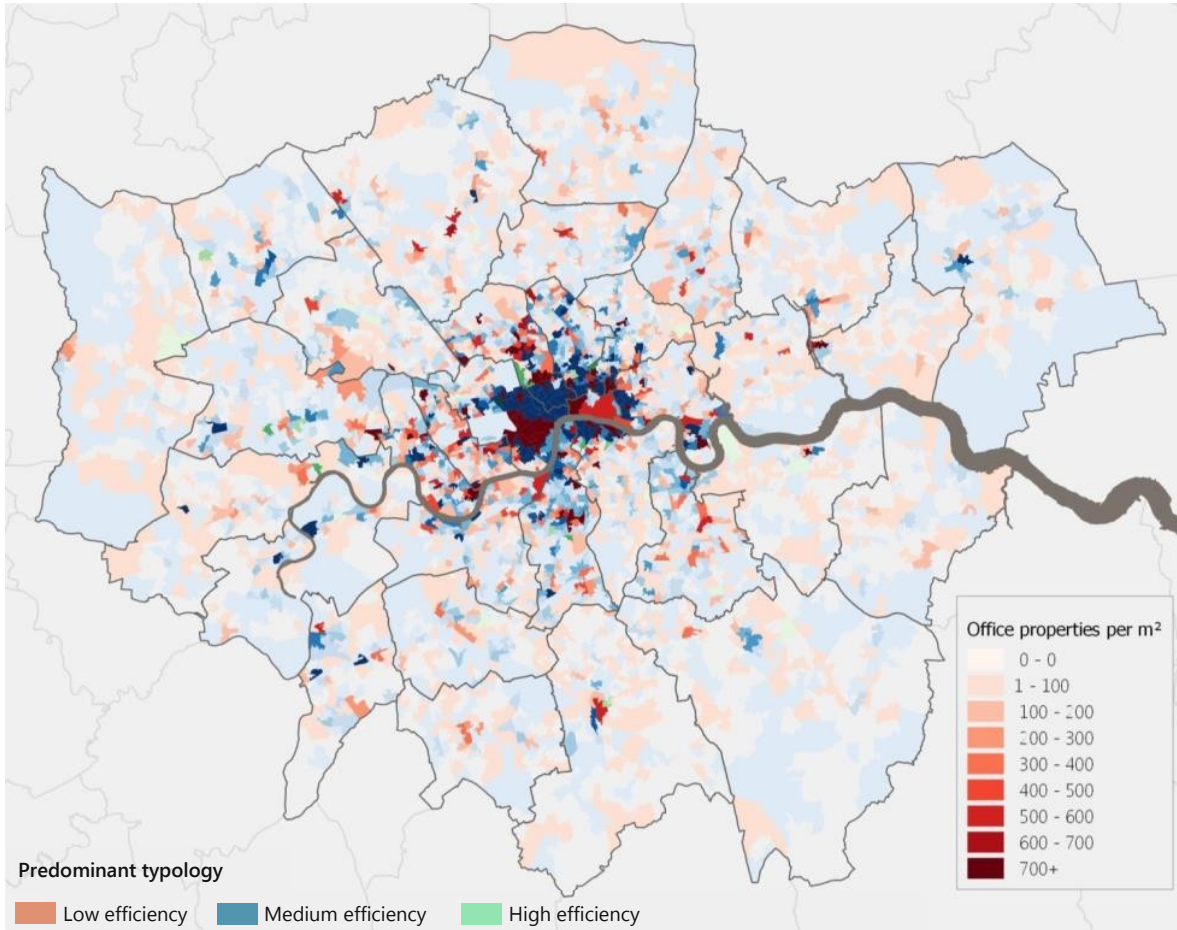 Office properties per m²
0 - 0
1 - 100
100 - 200
200 - 300
300 - 400
400 - 500
500 - 600
600 - 700
700+
Predominant typology
Low efficiency
Medium efficiency
High efficiency